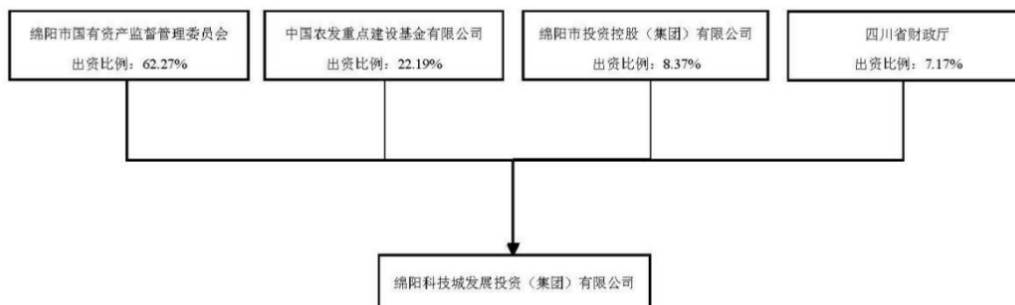 绵阳市国有资产监督管理委员会
出资比例：62.27%
中国农发重点建设基金有限公司
出资比例：22.19%
绵阳市投资控股（集团）有限公司
出资比例：8.37%
四川省财政厅
出资比例：7.17%
绵阳科技城发展投资（集团）有限公司